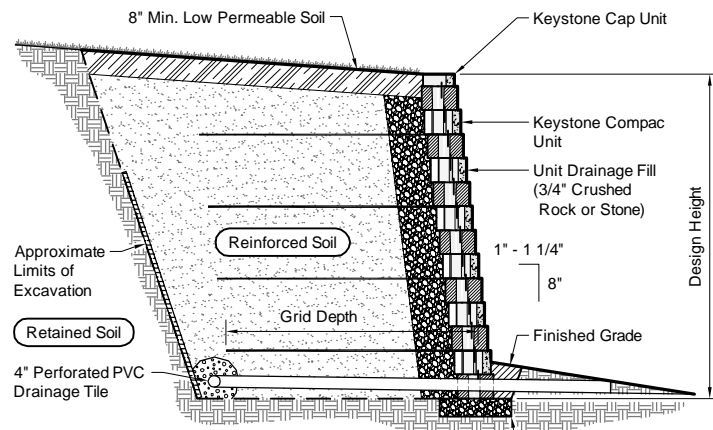 8" Min. Low Permeable Soil
Keystone Cap Unit
Keystone Compac
Unit
Unit Drainage Fill
(3/4" Crushed
Rock or Stone)
Design Height
Reinforced Soil
1" - 1 1/4"
8"
Approximate
Limits of
Excavation
Grid Depth
Retained Soil
Finished Grade
4" Perforated PVC
Drainage Tile